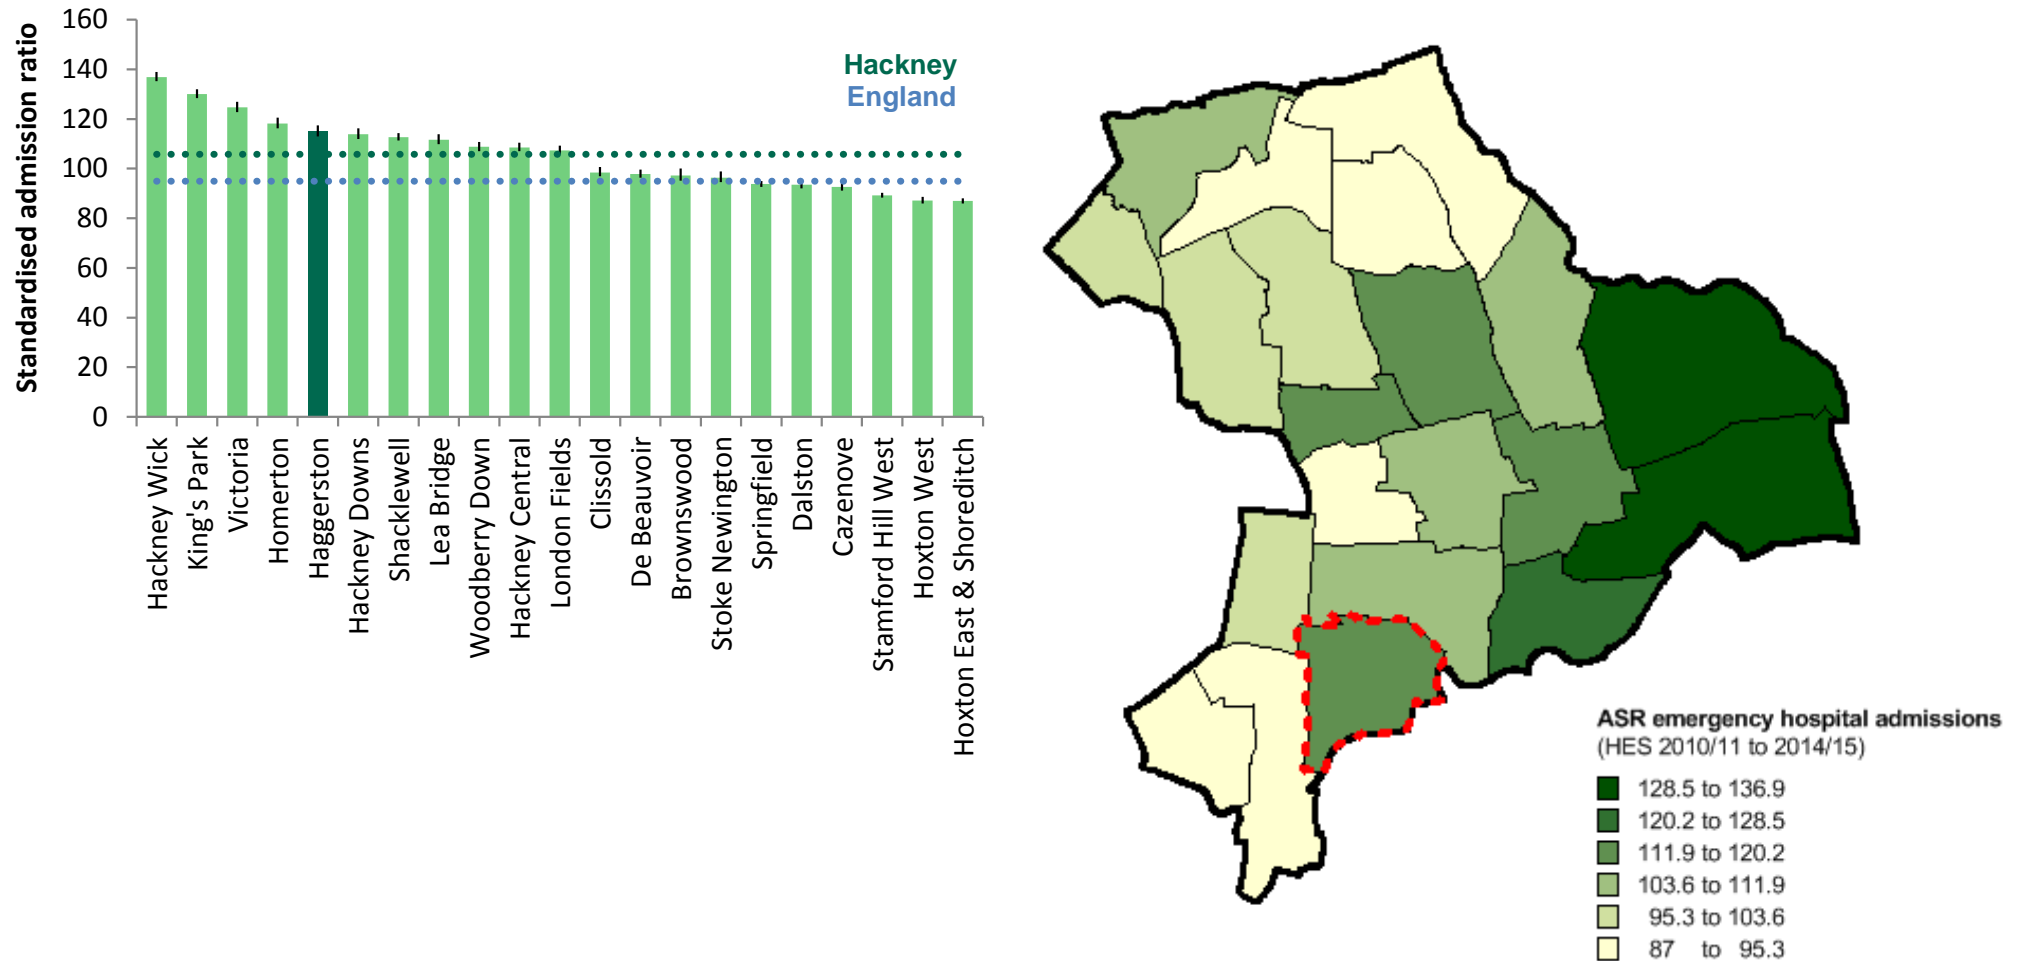 Standardised admission ratio
160
140
120
100
80
60
40
20
0
Hackney
England
Hackney Wick
King's Park
Victoria
Homerton
Haggerston
Hackney Downs
Shacklewell
Lea Bridge
Woodberry Down
Hackney Central
London Fields
Clissold
De Beauvoir
Brownswood
Stoke Newington
Springfield
Dalston
Cazenove
Stamford Hill West
Hoxton West
Hoxton East & Shoreditch
ASR emergency hospital admissions
(HES 2010/11 to 2014/15)
128.5 to 136.9
120.2 to 128.5
111.9 to 120.2
103.6 to 111.9
95.3 to 103.6
87 to 95.3